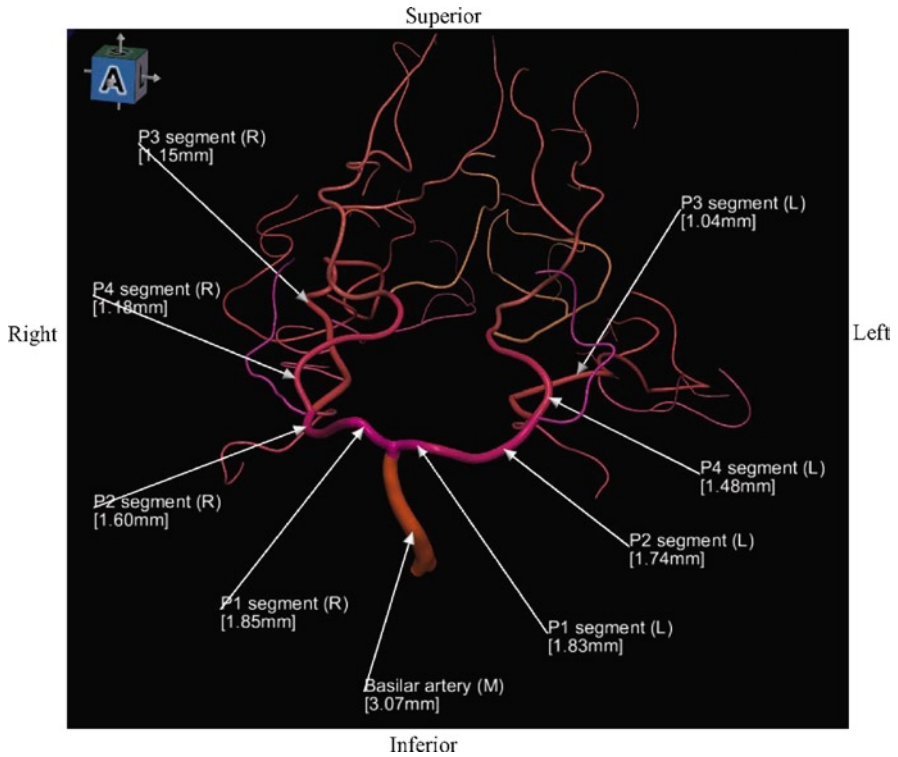 Superior
A
P3 segment (R)
[1.15mm]
P3 segment (L)
[1.04mm]
P4 segment (R)
[1.18mm]
Right
Left
P4 segment (L)
[1.48mm]
P2 segment (R)
[1.60mm]
P2 segment (L)
[1.74mm]
P1 segment (R)
[1.85mm]
P1 segment (L)
[1.83mm]
Basilar artery (M)
[3.07mm]
Inferior